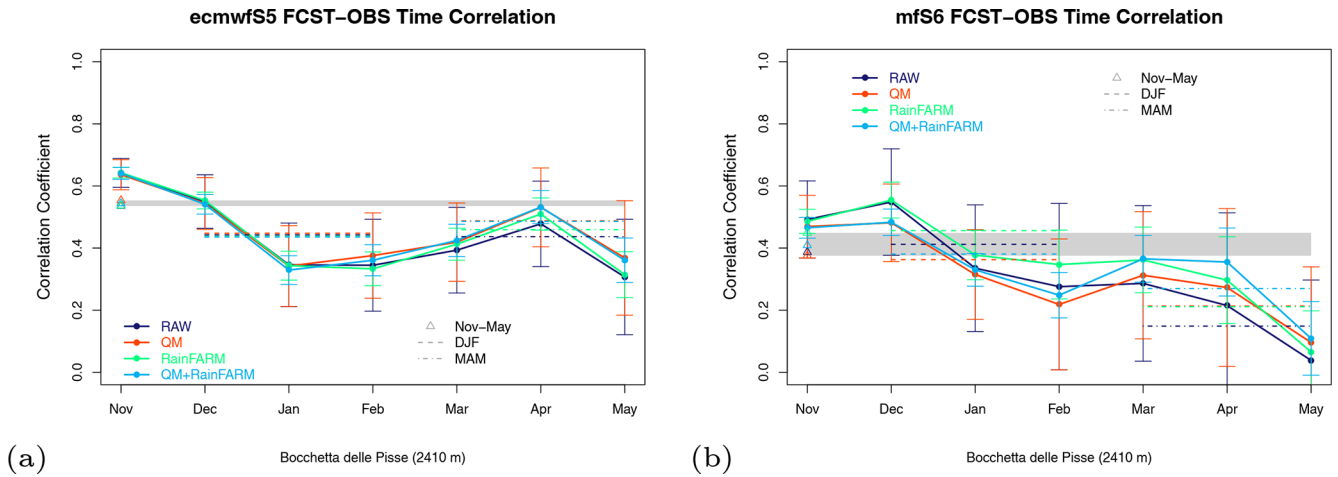 ecmwfS5 FCST−OBS Time Correlation
Correlation Coefficient
1.0
0.8
0.6
0.4
0.2
0.0
RAW
QM
RainFARM
QM+RainFARM
Nov−May
DJF
MAM
Nov Dec Jan Feb Mar Apr May
(a)
Bocchetta delle Pisse (2410 m)
mfS6 FCST−OBS Time Correlation
Correlation Coefficient
1.0
0.8
0.6
0.4
0.2
0.0
RAW
QM
RainFARM
QM+RainFARM
Nov−May
DJF
MAM
Nov Dec Jan Feb Mar Apr May
(b)
Bocchetta delle Pisse (2410 m)